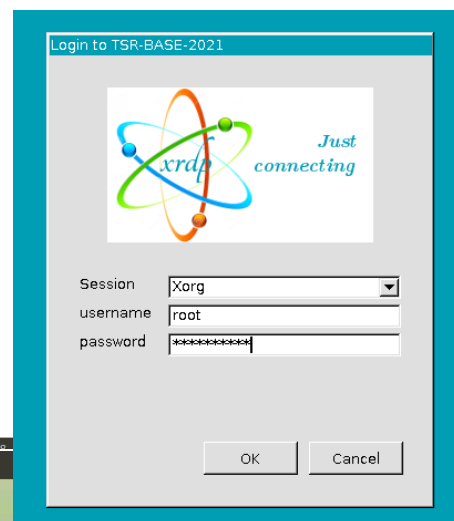 Login to TSR-BASE-2021
Just
xrdp connecting
Session Xorg
username root
password **********
OK Cancel